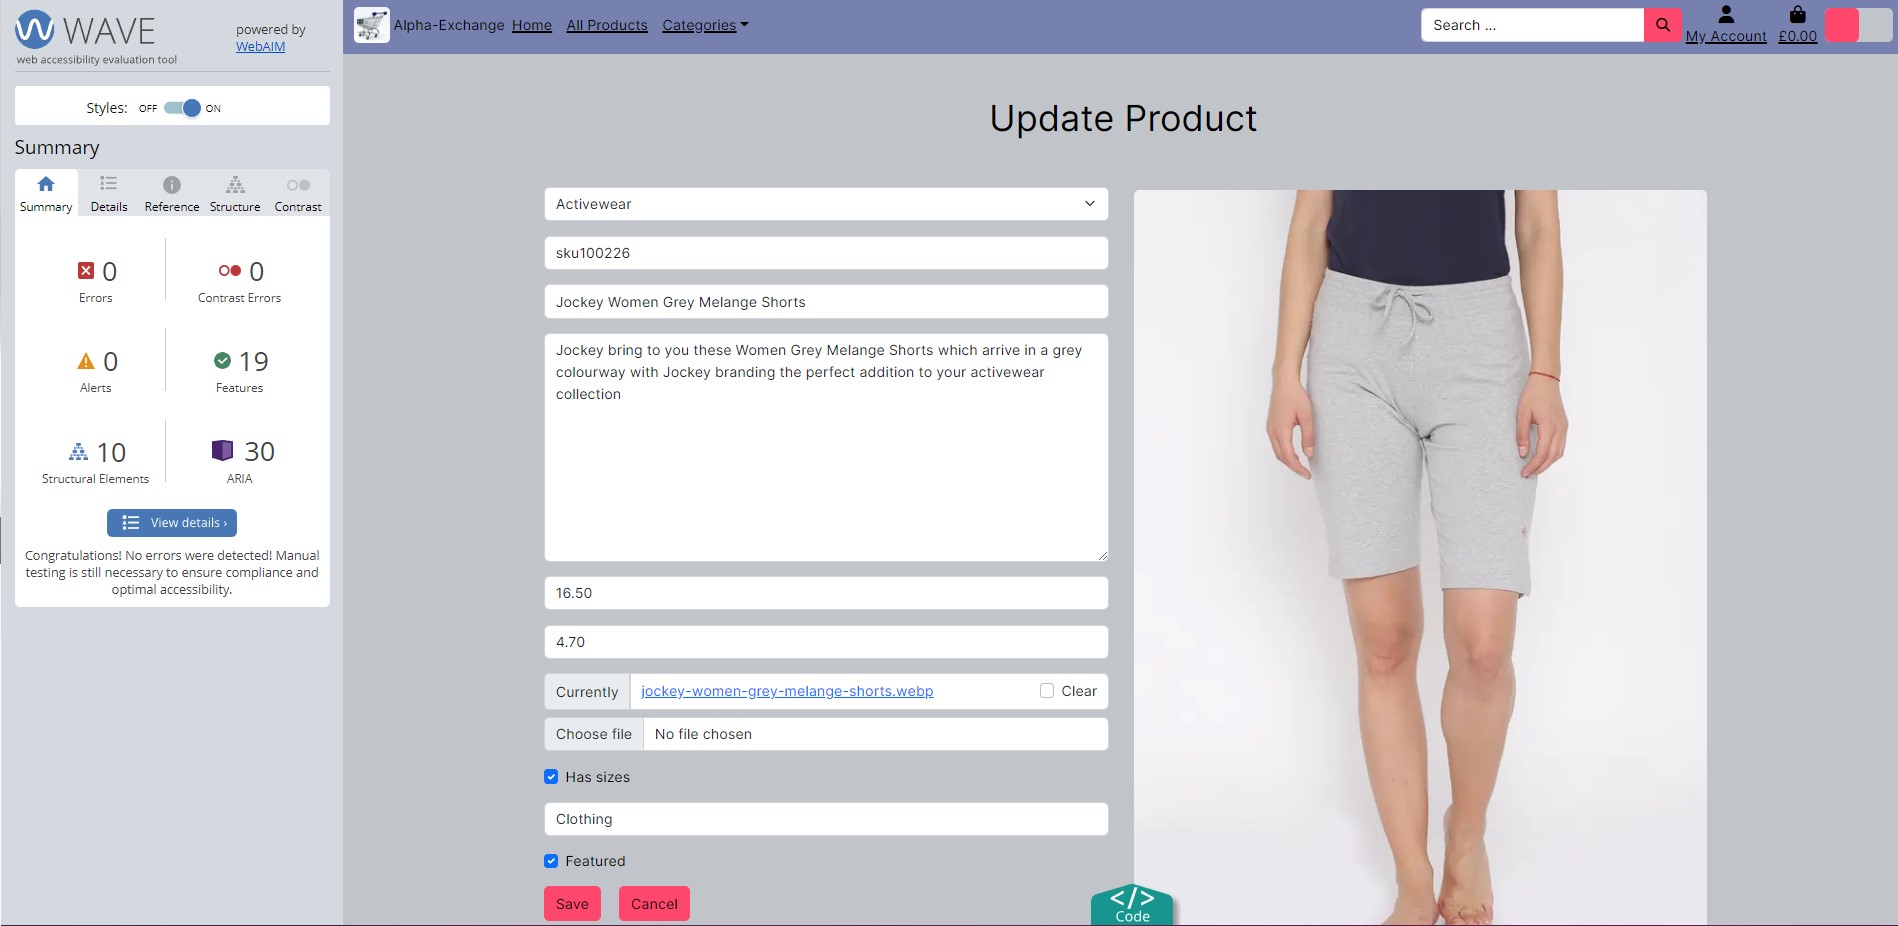 WAVE
powered by
WebAIM
web accessibility evaluation tool
Styles: OFF ON
Summary
Summary Details Reference Structure Contrast
0 0
Errors Contrast Errors
0 19
Alerts Features
10 30
Structural Elements ARIA
View details ›
Congratulations! No errors were detected! Manual
testing is still necessary to ensure compliance and
optimal accessibility.
Alpha-Exchange Home All Products Categories
Search ...
My Account £0.00
Update Product
Activewear
sku100226
Jockey Women Grey Melange Shorts
Jockey bring to you these Women Grey Melange Shorts which arrive in a grey
colourway with Jockey branding the perfect addition to your activewear
collection
16.50
4.70
Currently jockey-women-grey-melange-shorts.webp Clear
Choose file No file chosen
Has sizes
Clothing
Featured
Save Cancel
</>
Code